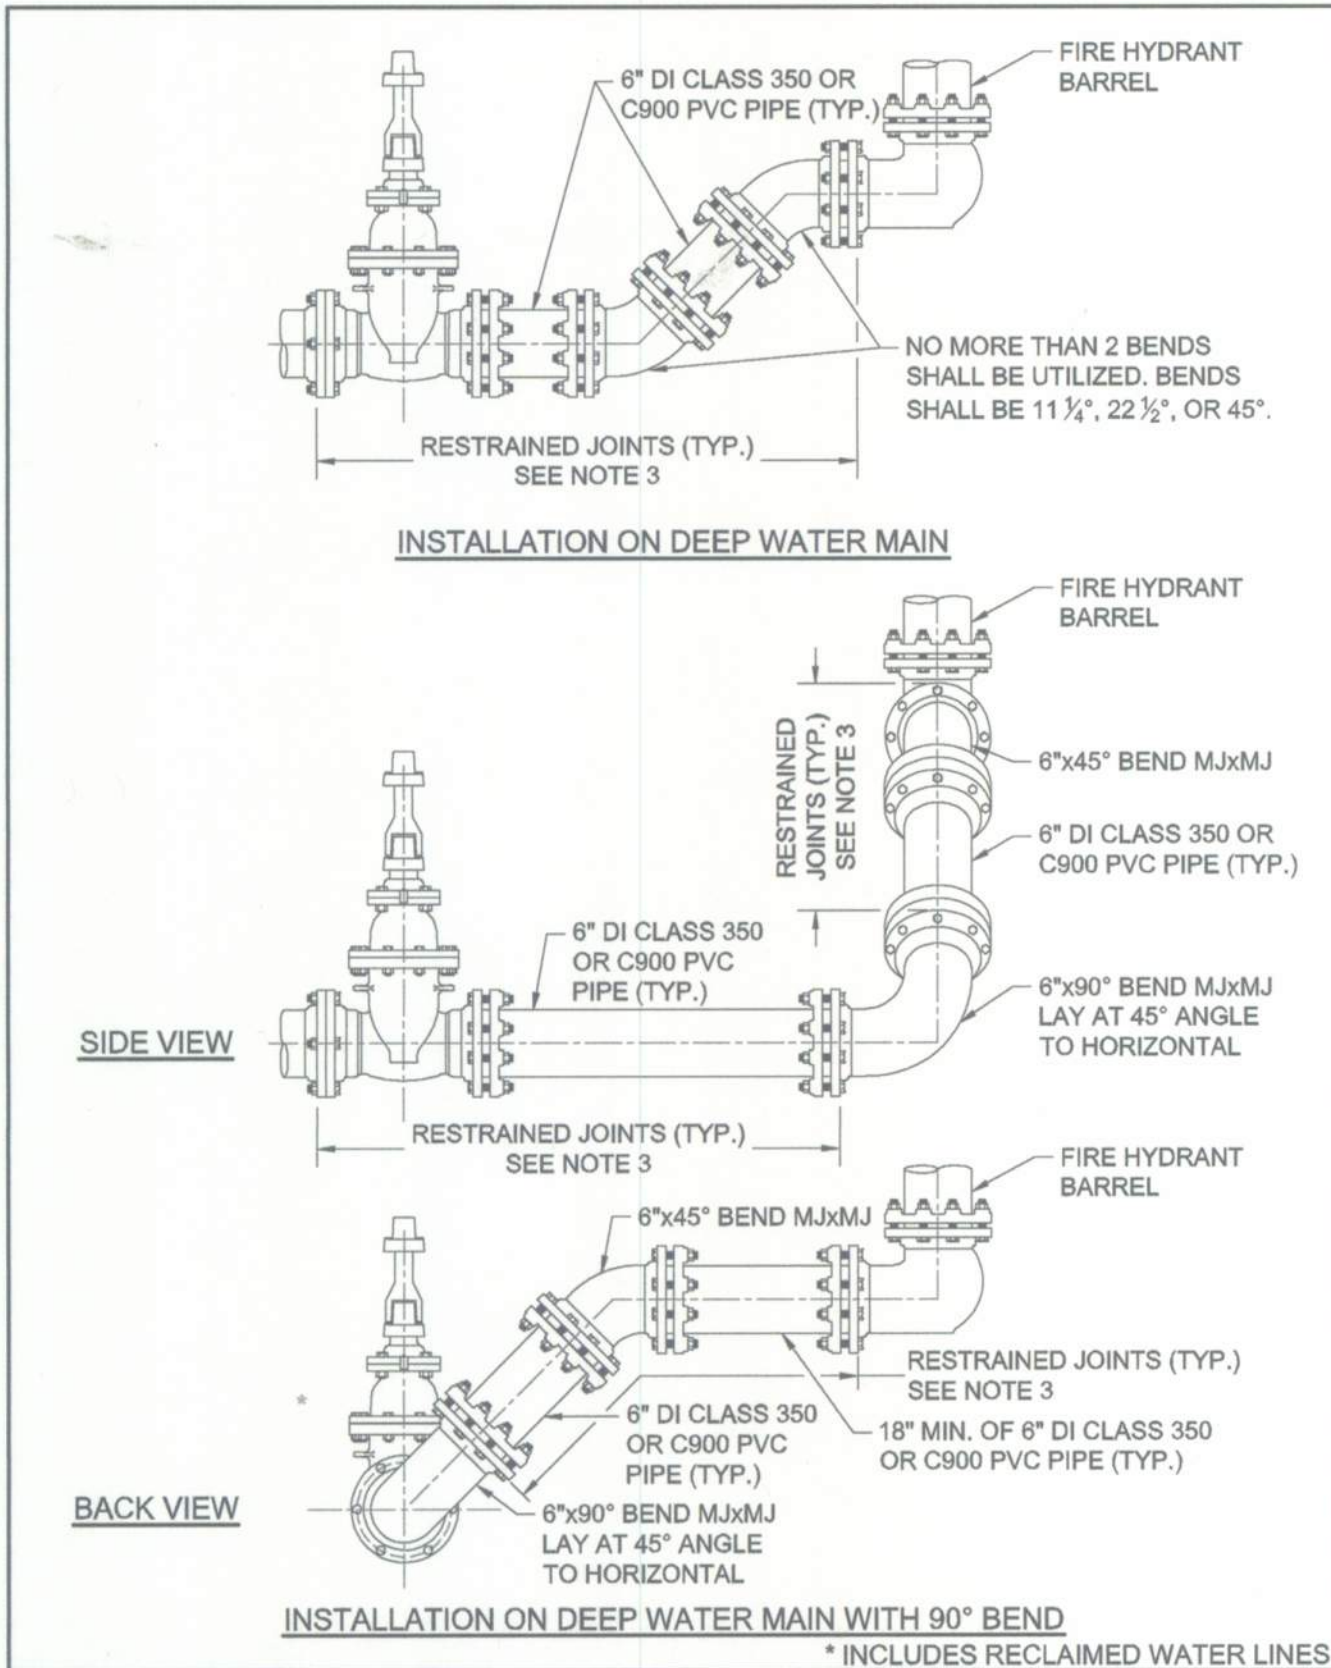 FIRE HYDRANT
BARREL
6" DI CLASS 350 OR
C900 PVC PIPE (TYP.)
NO MORE THAN 2 BENDS
SHALL BE UTILIZED. BENDS
SHALL BE 11 ¼°, 22 ½°, OR 45°.
RESTRAINED JOINTS (TYP.)
SEE NOTE 3
INSTALLATION ON DEEP WATER MAIN
FIRE HYDRANT
BARREL
RESTRAINED
JOINTS (TYP.)
SEE NOTE 3
6"x45° BEND MJxMJ
6" DI CLASS 350 OR
C900 PVC PIPE (TYP.)
6" DI CLASS 350
OR C900 PVC
PIPE (TYP.)
6"x90° BEND MJxMJ
LAY AT 45° ANGLE
TO HORIZONTAL
SIDE VIEW
RESTRAINED JOINTS (TYP.)
SEE NOTE 3
FIRE HYDRANT
BARREL
6"x45° BEND MJxMJ
RESTRAINED JOINTS (TYP.)
SEE NOTE 3
*
6" DI CLASS 350
OR C900 PVC
PIPE (TYP.)
18" MIN. OF 6" DI CLASS 350
OR C900 PVC PIPE (TYP.)
BACK VIEW
6"x90° BEND MJxMJ
LAY AT 45° ANGLE
TO HORIZONTAL
INSTALLATION ON DEEP WATER MAIN WITH 90° BEND
* INCLUDES RECLAIMED WATER LINES